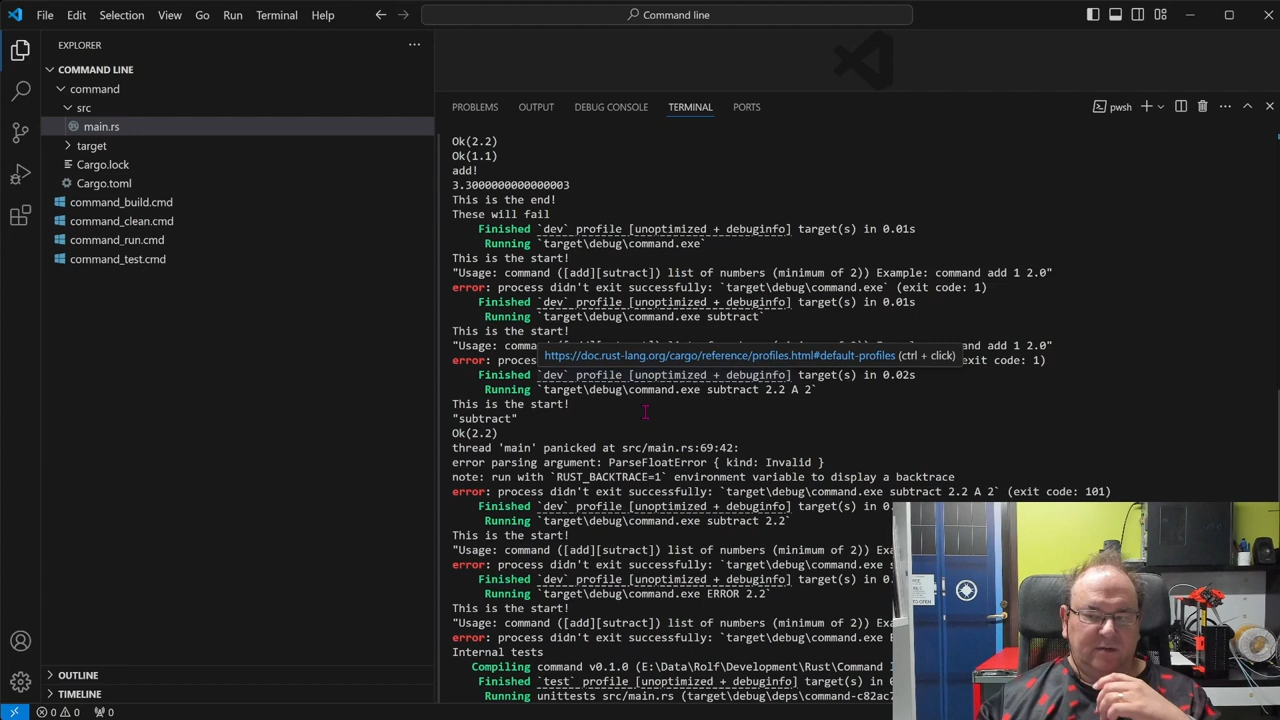 File Edit Selection View Go Run Terminal Help
Command line
EXPLORER
COMMAND LINE
command
src
main.rs
target
Cargo.lock
Cargo.toml
command_build.cmd
command_clean.cmd
command_run.cmd
command_test.cmd
OUTLINE
TIMELINE
0 0 0
PROBLEMS OUTPUT DEBUG CONSOLE TERMINAL PORTS
pwsh
Ok(2.2)
Ok(1.1)
add!
3.3000000000000003
This is the end!
These will fail
Finished `dev` profile [unoptimized + debuginfo] target(s) in 0.01s
Running `target\debug\command.exe`
This is the start!
"Usage: command ([add][sutract]) list of numbers (minimum of 2)) Example: command add 1 2.0"
error: process didn't exit successfully: `target\debug\command.exe` (exit code: 1)
Finished `dev` profile [unoptimized + debuginfo] target(s) in 0.01s
Running `target\debug\command.exe subtract`
This is the start!
"Usage: command add 1 2.0"
https://doc.rust-lang.org/cargo/reference/profiles.html#default-profiles (ctrl + click)
error: proces exit code: 1)
Finished `dev` profile [unoptimized + debuginfo] target(s) in 0.02s
Running `target\debug\command.exe subtract 2.2 A 2`
This is the start!
"subtract"
Ok(2.2)
thread 'main' panicked at src/main.rs:69:42:
error parsing argument: ParseFloatError { kind: Invalid }
note: run with `RUST_BACKTRACE=1` environment variable to display a backtrace
error: process didn't exit successfully: `target\debug\command.exe subtract 2.2 A 2` (exit code: 101)
Finished `dev` profile [unoptimized + debuginfo] target(s) in 0.
Running `target\debug\command.exe subtract 2.2`
This is the start!
"Usage: command ([add][sutract]) list of numbers (minimum of 2)) Exa
error: process didn't exit successfully: `target\debug\command.exe s
Finished `dev` profile [unoptimized + debuginfo] target(s) in 0.
Running `target\debug\command.exe ERROR 2.2`
This is the start!
"Usage: command ([add][sutract]) list of numbers (minimum of 2)) Exa
error: process didn't exit successfully: `target\debug\command.exe E
Internal tests
Compiling command v0.1.0 (E:\Data\Rolf\Development\Rust\Command l
Finished `test` profile [unoptimized + debuginfo] target(s) in 0.
Running unittests src/main.rs (target\debug\deps\command-c82ac7